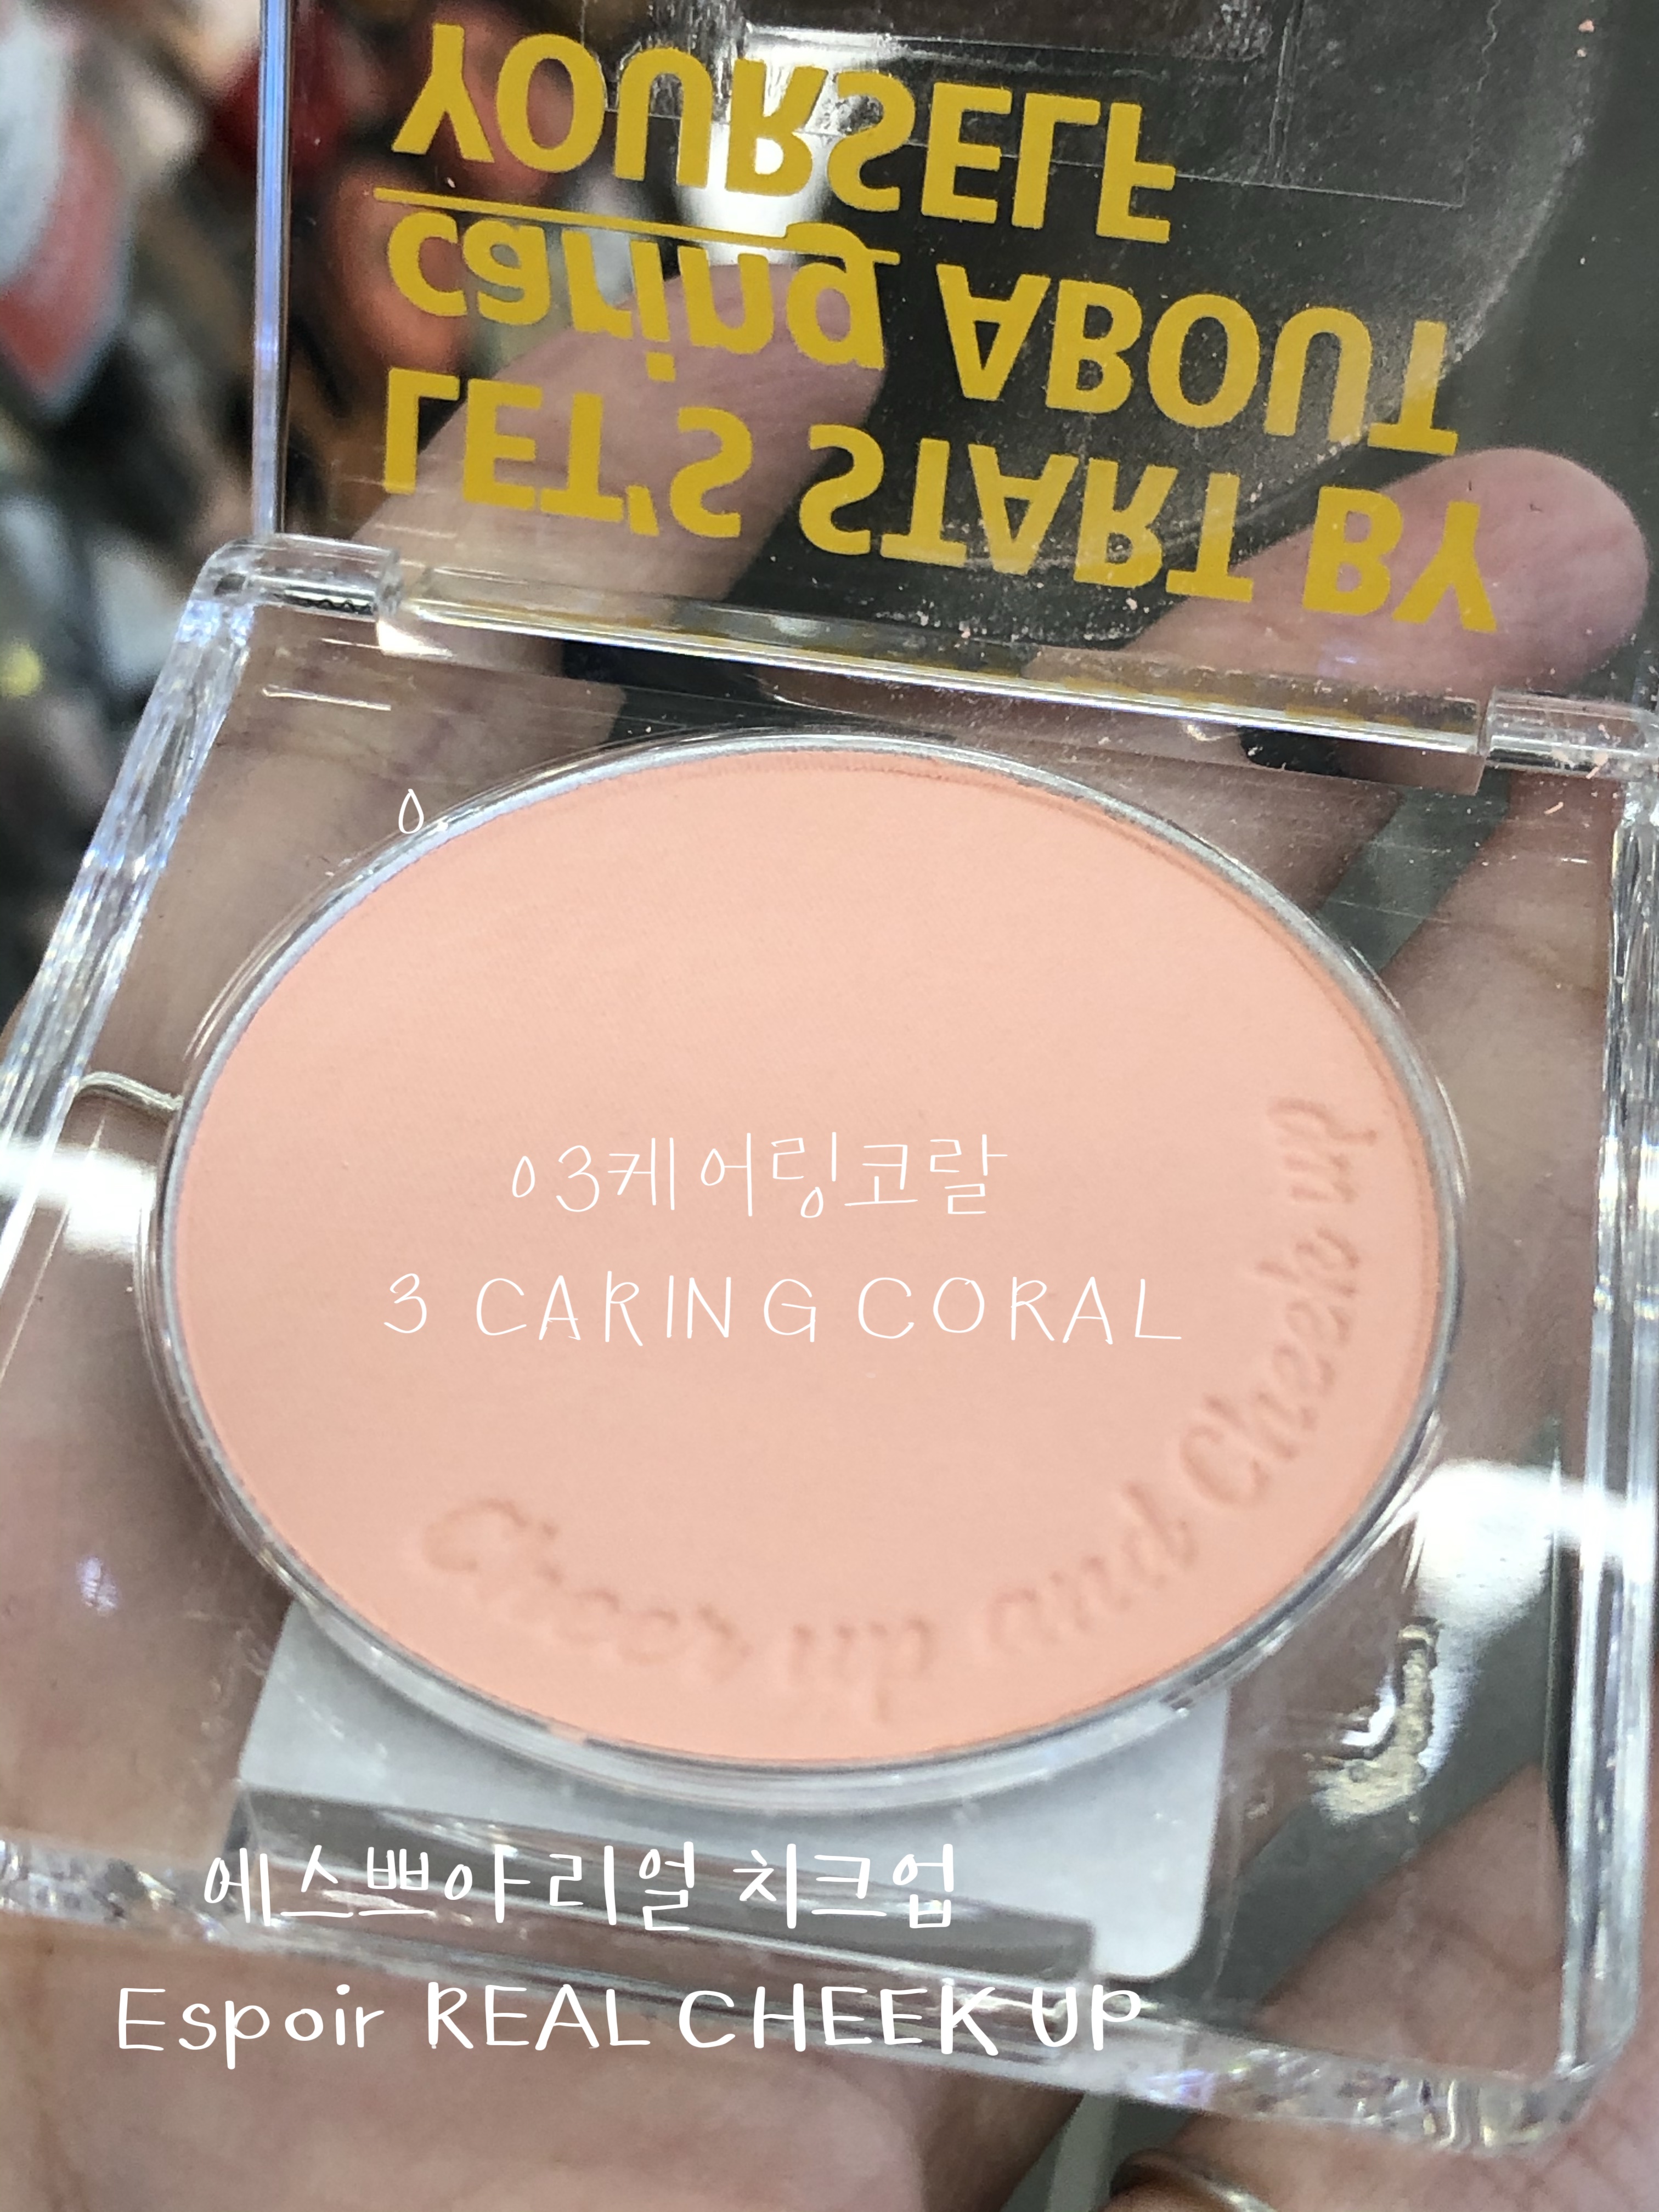 LET'S START BY
caring ABOUT
YOURSELF
0.
03케어링코랄
3 CARING CORAL
Cheer up and Cheek up
에스쁘아 리얼 치크업
Espoir REAL CHEEK UP